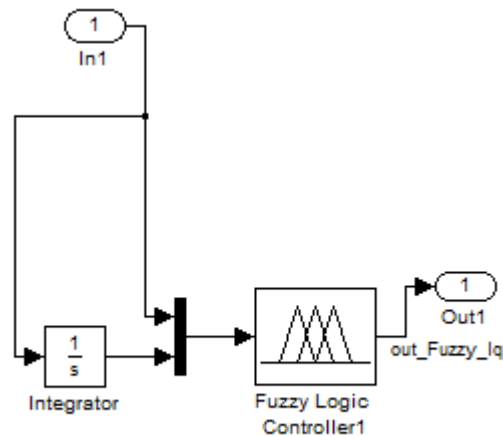 1
In1
1
s
Integrator
Fuzzy Logic
Controller1
1
Out1
out_Fuzzy_Iq